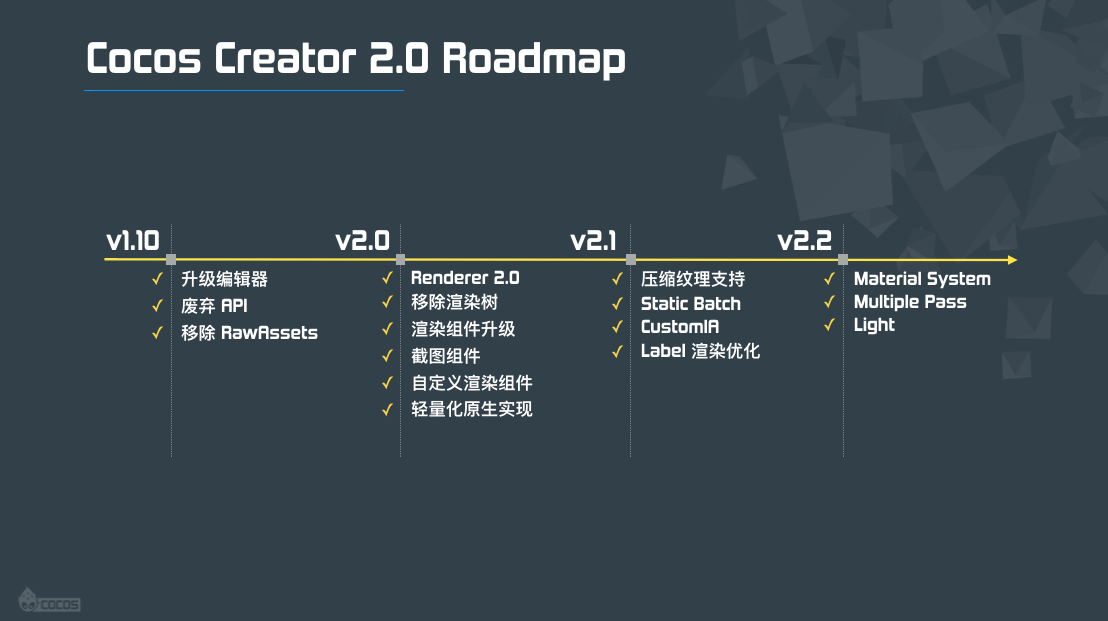 Cocos Creator 2.0 Roadmap
v1.10
升级编辑器
废弃 API
移除 RawAssets
v2.0
Renderer 2.0
移除渲染树
渲染组件升级
截图组件
自定义渲染组件
轻量化原生实现
v2.1
压缩纹理支持
Static Batch
CustomIA
Label 渲染优化
v2.2
Material System
Multiple Pass
Light
COCOS